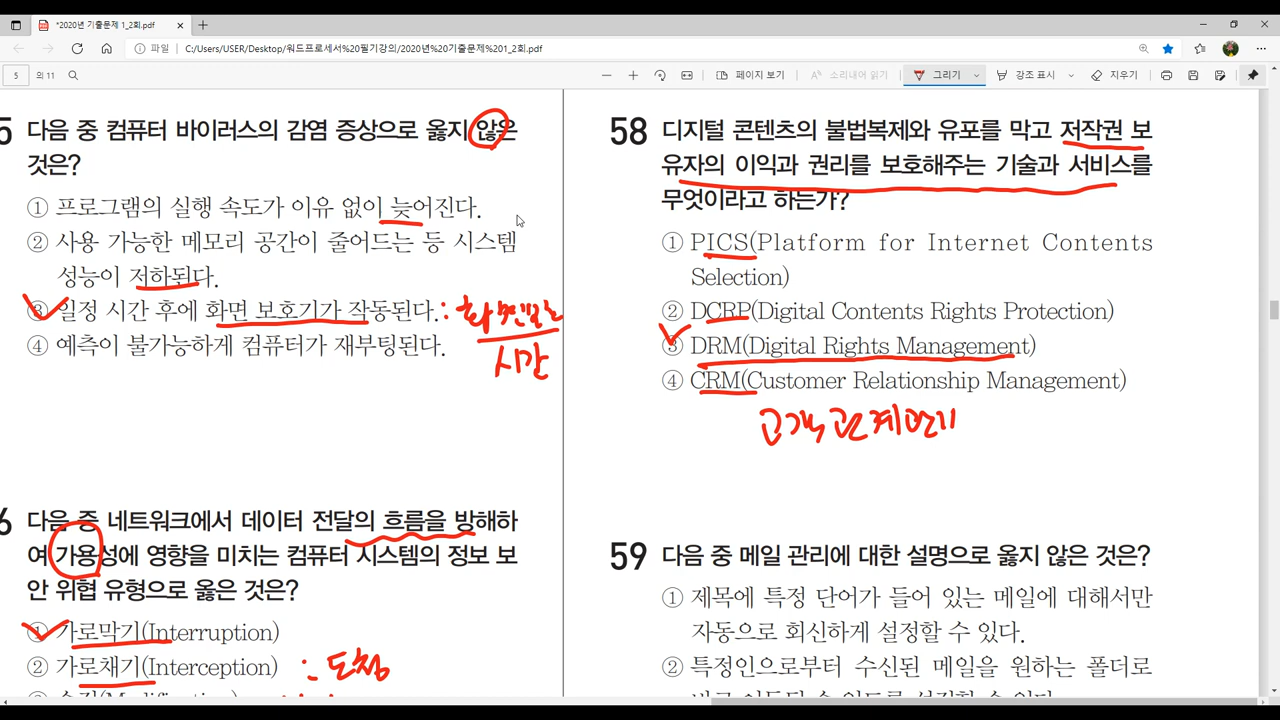 *2020년 기출문제 1_2회.pdf
파일 C:/Users/USER/Desktop/워드프로세서%20필기강의/2020년%20기출문제%201_2회.pdf
5 의 11 페이지 보기 소리내어 읽기 그리기 강조 표시 지우기
5 다음 중 컴퓨터 바이러스의 감염 증상으로 옳지 않은
것은?
① 프로그램의 실행 속도가 이유 없이 늦어진다.
② 사용 가능한 메모리 공간이 줄어드는 등 시스템
성능이 저하된다.
③ 일정 시간 후에 화면 보호기가 작동된다. :
시간
④ 예측이 불가능하게 컴퓨터가 재부팅된다.
6 다음 중 네트워크에서 데이터 전달의 흐름을 방해하
여 가용성에 영향을 미치는 컴퓨터 시스템의 정보 보
안 위협 유형으로 옳은 것은?
① 가로막기(Interruption)
② 가로채기(Interception) : 도청
③ 수정(Modification)
58 디지털 콘텐츠의 불법복제와 유포를 막고 저작권 보
유자의 이익과 권리를 보호해주는 기술과 서비스를
무엇이라고 하는가?
① PICS(Platform for Internet Contents
Selection)
② DCRP(Digital Contents Rights Protection)
③ DRM(Digital Rights Management)
④ CRM(Customer Relationship Management)
고객관계관리
59 다음 중 메일 관리에 대한 설명으로 옳지 않은 것은?
① 제목에 특정 단어가 들어 있는 메일에 대해서만
자동으로 회신하게 설정할 수 있다.
② 특정인으로부터 수신된 메일을 원하는 폴더로